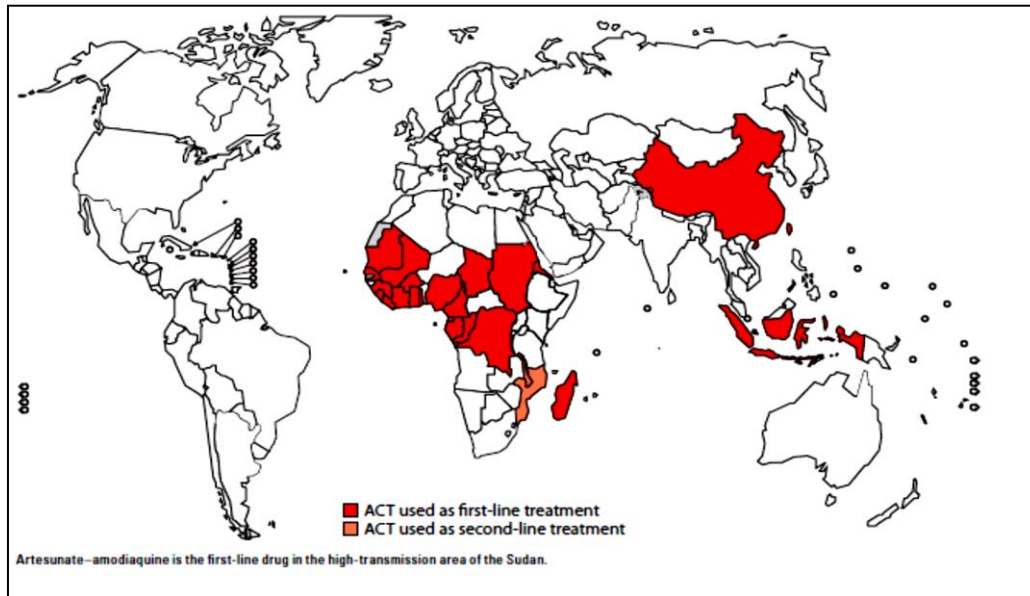 ACT used as first-line treatment
ACT used as second-line treatment
Artesunate–amodiaquine is the first-line drug in the high-transmission area of the Sudan.